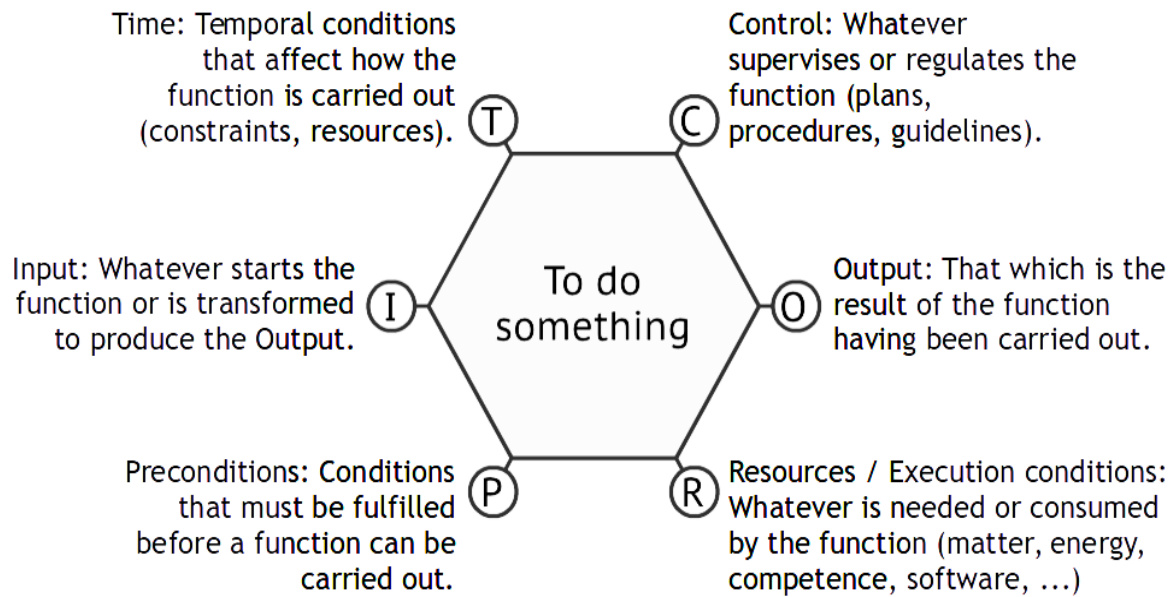 Time: Temporal conditions
that affect how the
function is carried out
(constraints, resources).
T
Control: Whatever
supervises or regulates the
function (plans,
procedures, guidelines).
C
Input: Whatever starts the
function or is transformed
to produce the Output.
I
To do
something
O
Output: That which is the
result of the function
having been carried out.
Preconditions: Conditions
that must be fulfilled
before a function can be
carried out.
P
R
Resources / Execution conditions:
Whatever is needed or consumed
by the function (matter, energy,
competence, software, ...)